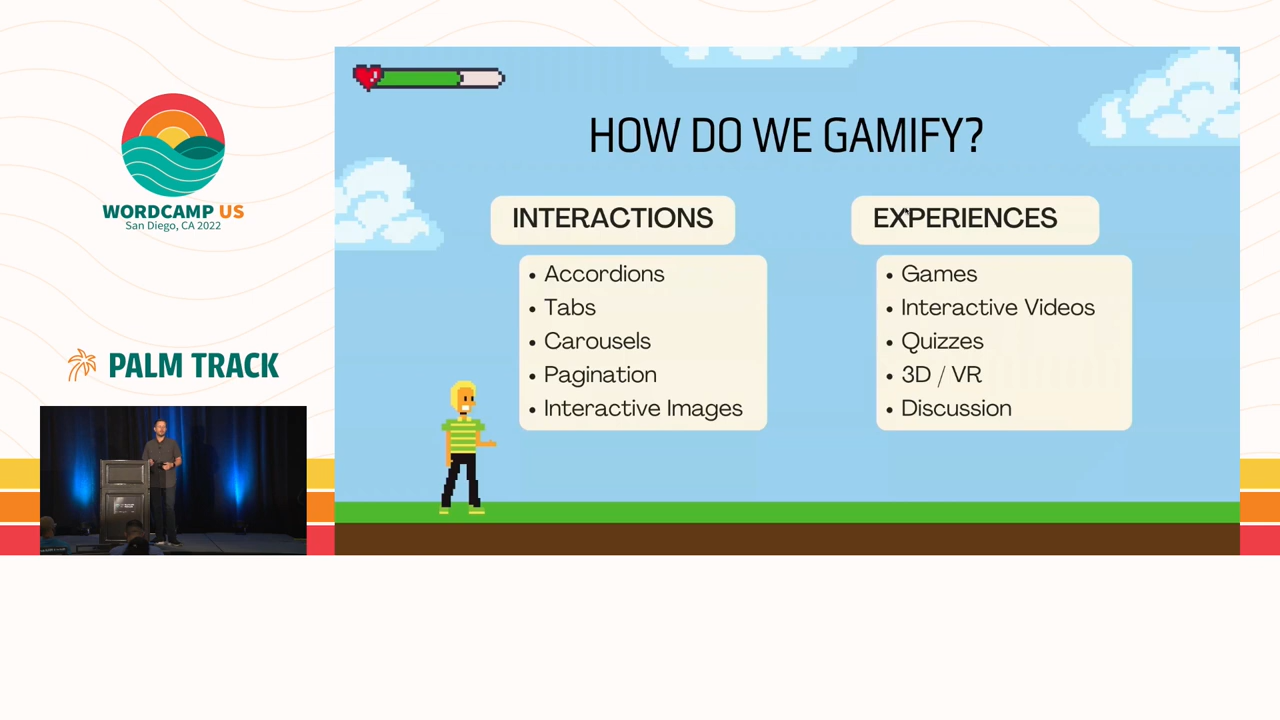 WORDCAMP US
San Diego, CA 2022
PALM TRACK
HOW DO WE GAMIFY?
INTERACTIONS
• Accordions
• Tabs
• Carousels
• Pagination
• Interactive Images
EXPERIENCES
• Games
• Interactive Videos
• Quizzes
• 3D / VR
• Discussion